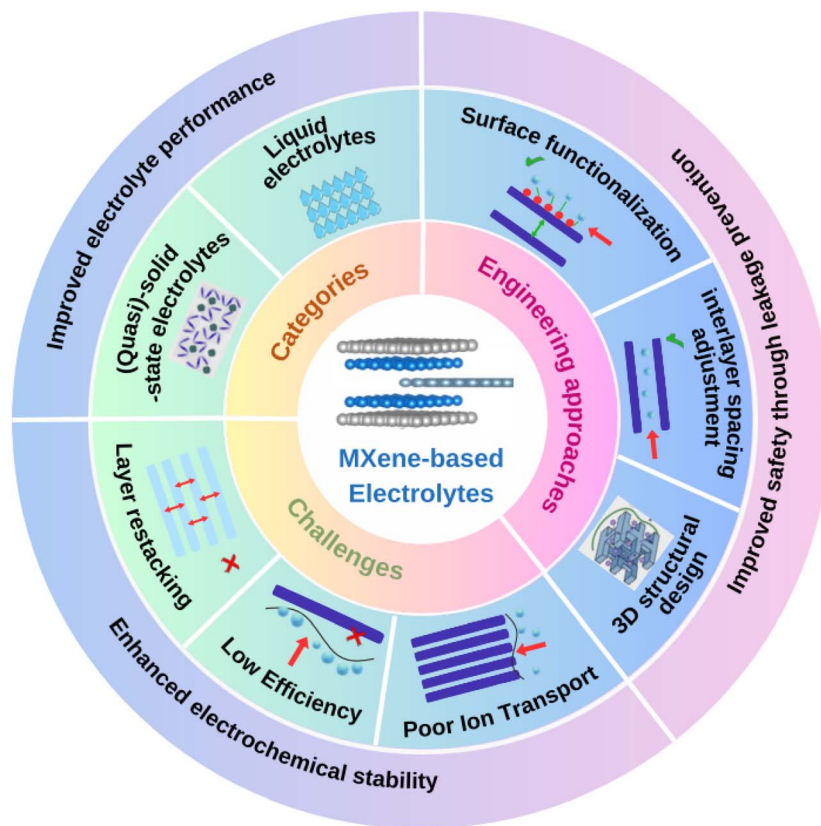 MXene-based
Electrolytes
Categories
Engineering approaches
Challenges
Liquid
electrolytes
(Quasi)-solid
-state electrolytes
Surface functionalization
interlayer spacing
adjustment
3D structural
design
Poor Ion Transport
Low Efficiency
Layer restacking
Improved electrolyte performance
Improved safety through leakage prevention
Enhanced electrochemical stability